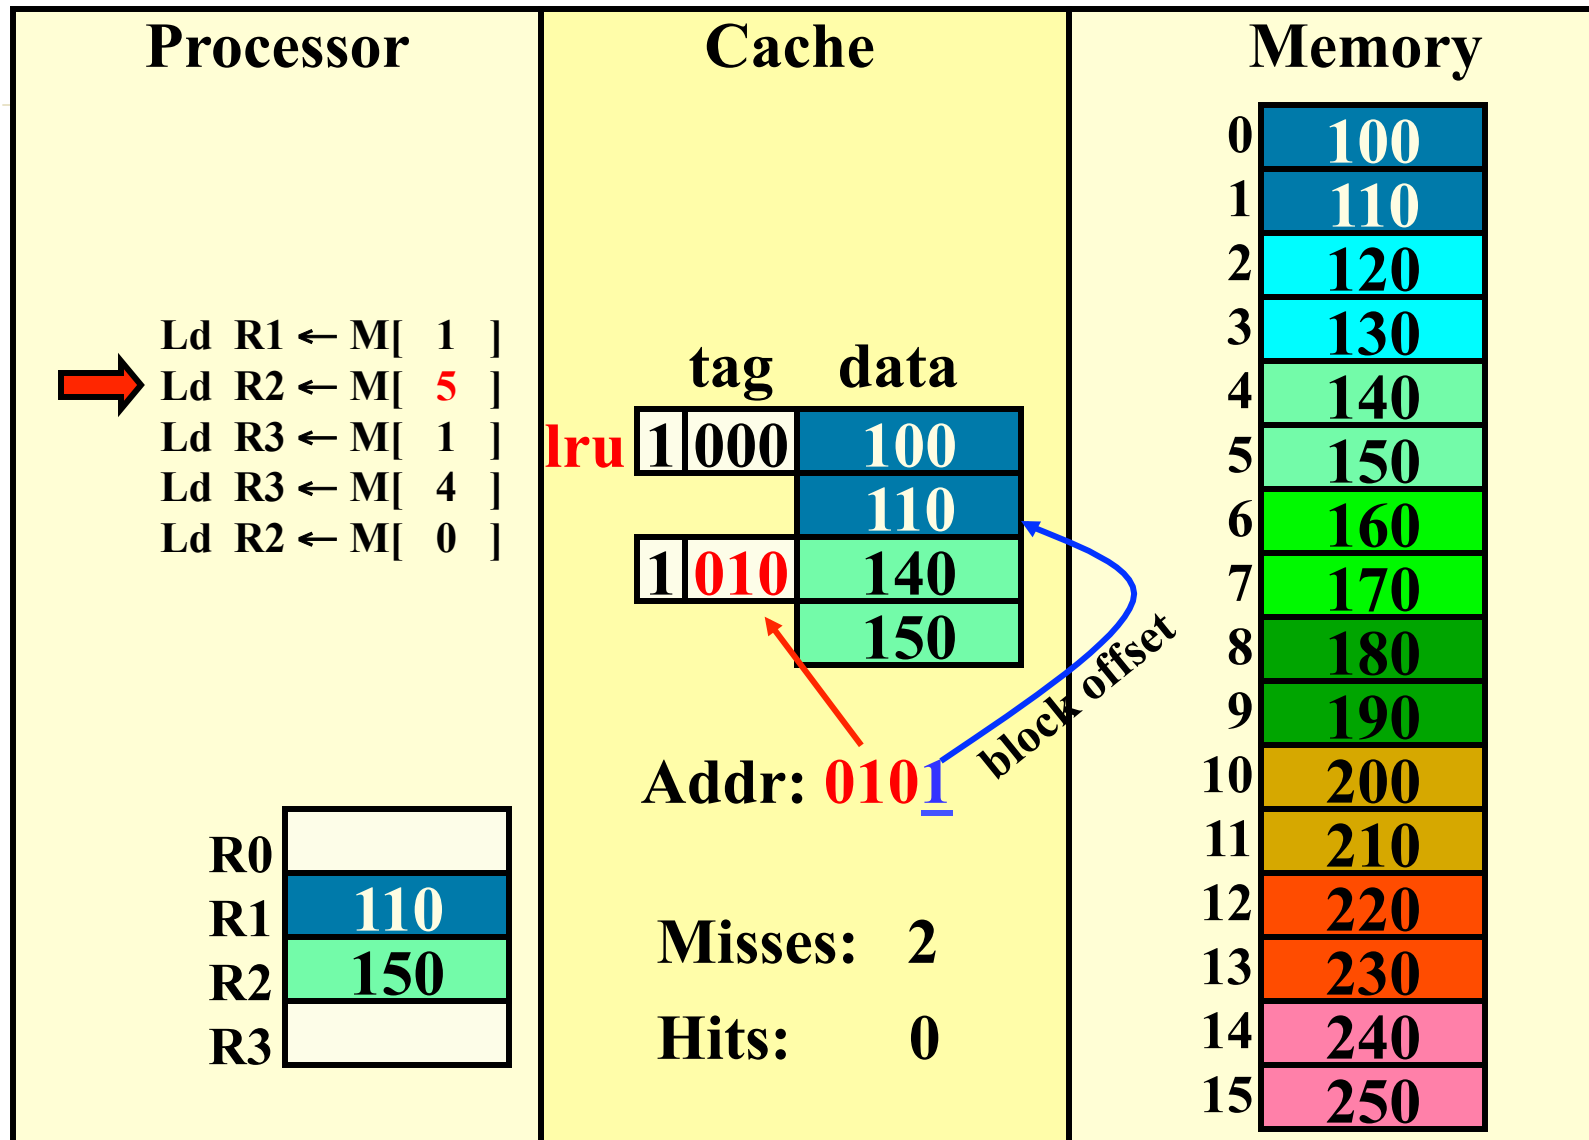 Processor
Ld R1 ← M[ 1 ]
Ld R2 ← M[ 5 ]
Ld R3 ← M[ 1 ]
Ld R3 ← M[ 4 ]
Ld R2 ← M[ 0 ]
R0
R1 110
R2 150
R3
Cache
tag data
lru 1 000 100
110
1 010 140
150
block offset
Addr: 0101
Misses: 2
Hits: 0
Memory
0 100
1 110
2 120
3 130
4 140
5 150
6 160
7 170
8 180
9 190
10 200
11 210
12 220
13 230
14 240
15 250